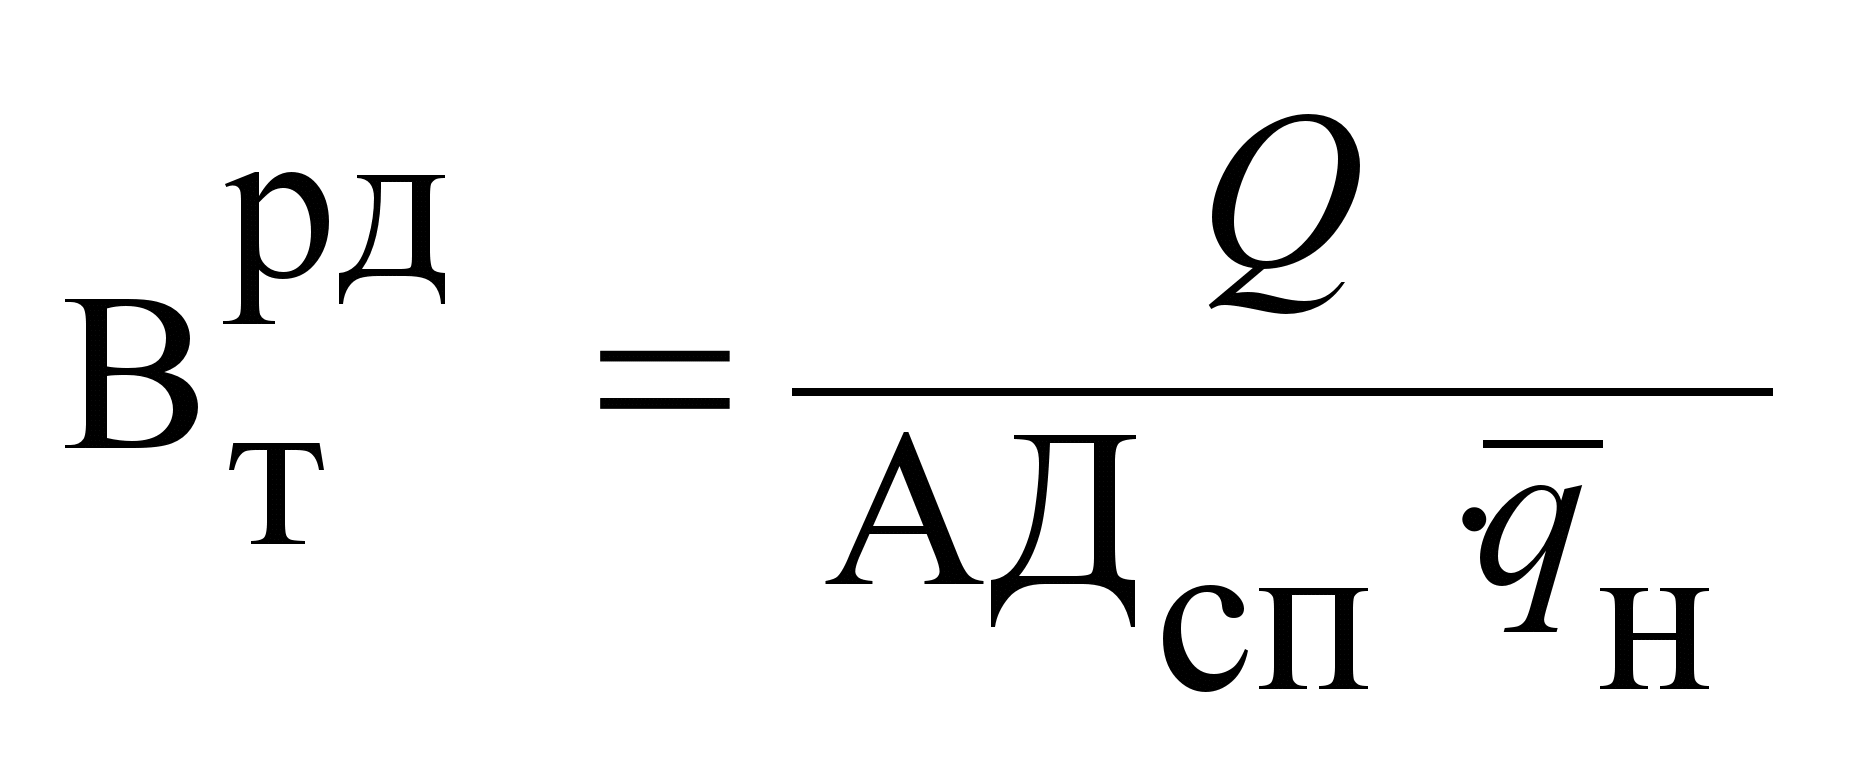 В_т^рд = Q / (АД_сп · q̅_н)